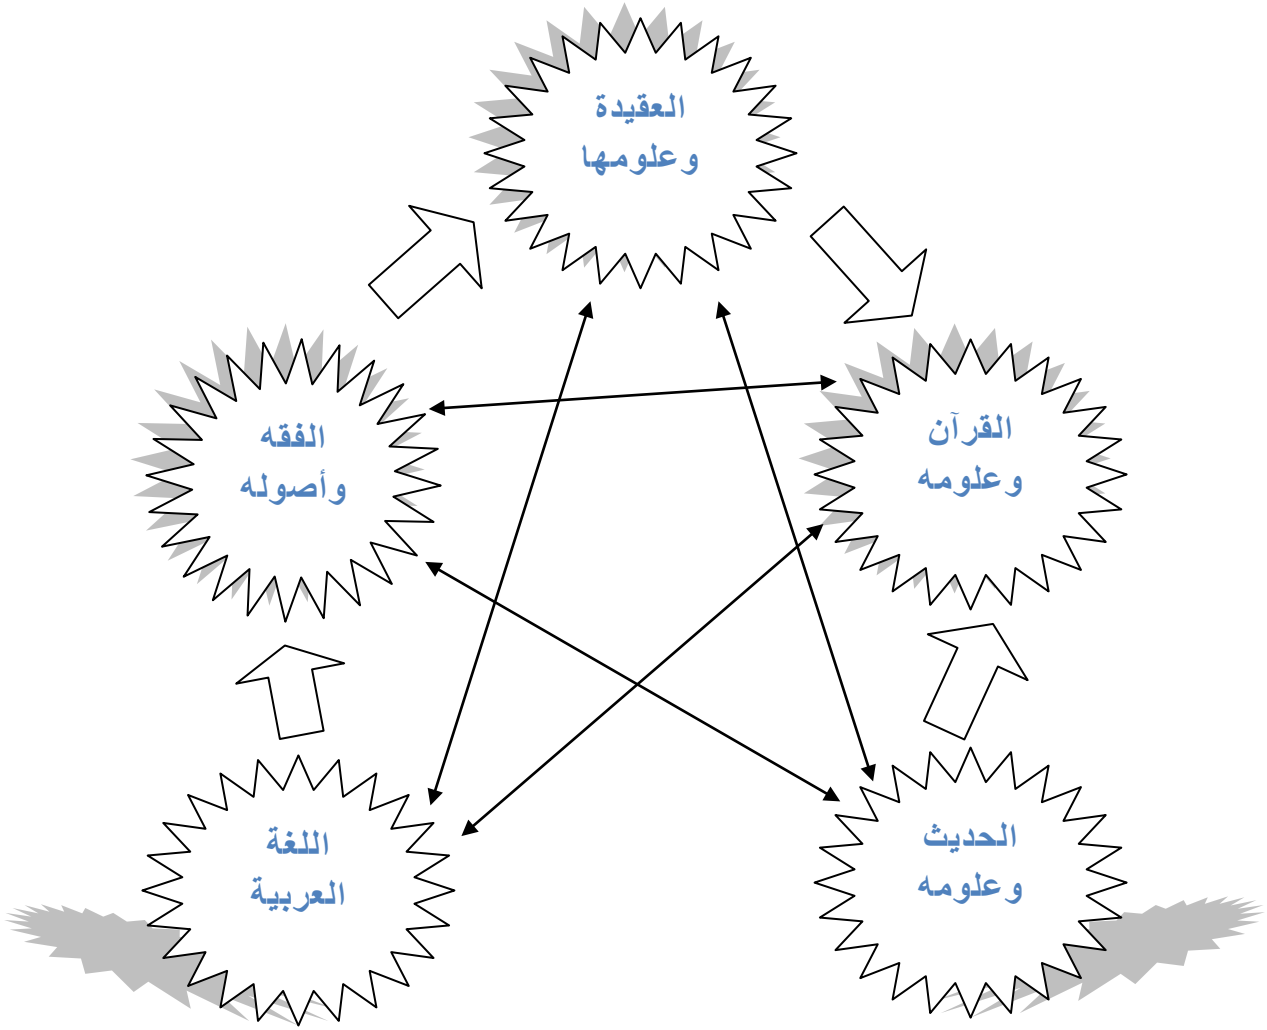 العقيدة
وعلومها
الفقه
وأصوله
القرآن
وعلومه
اللغة
العربية
الحديث
وعلومه